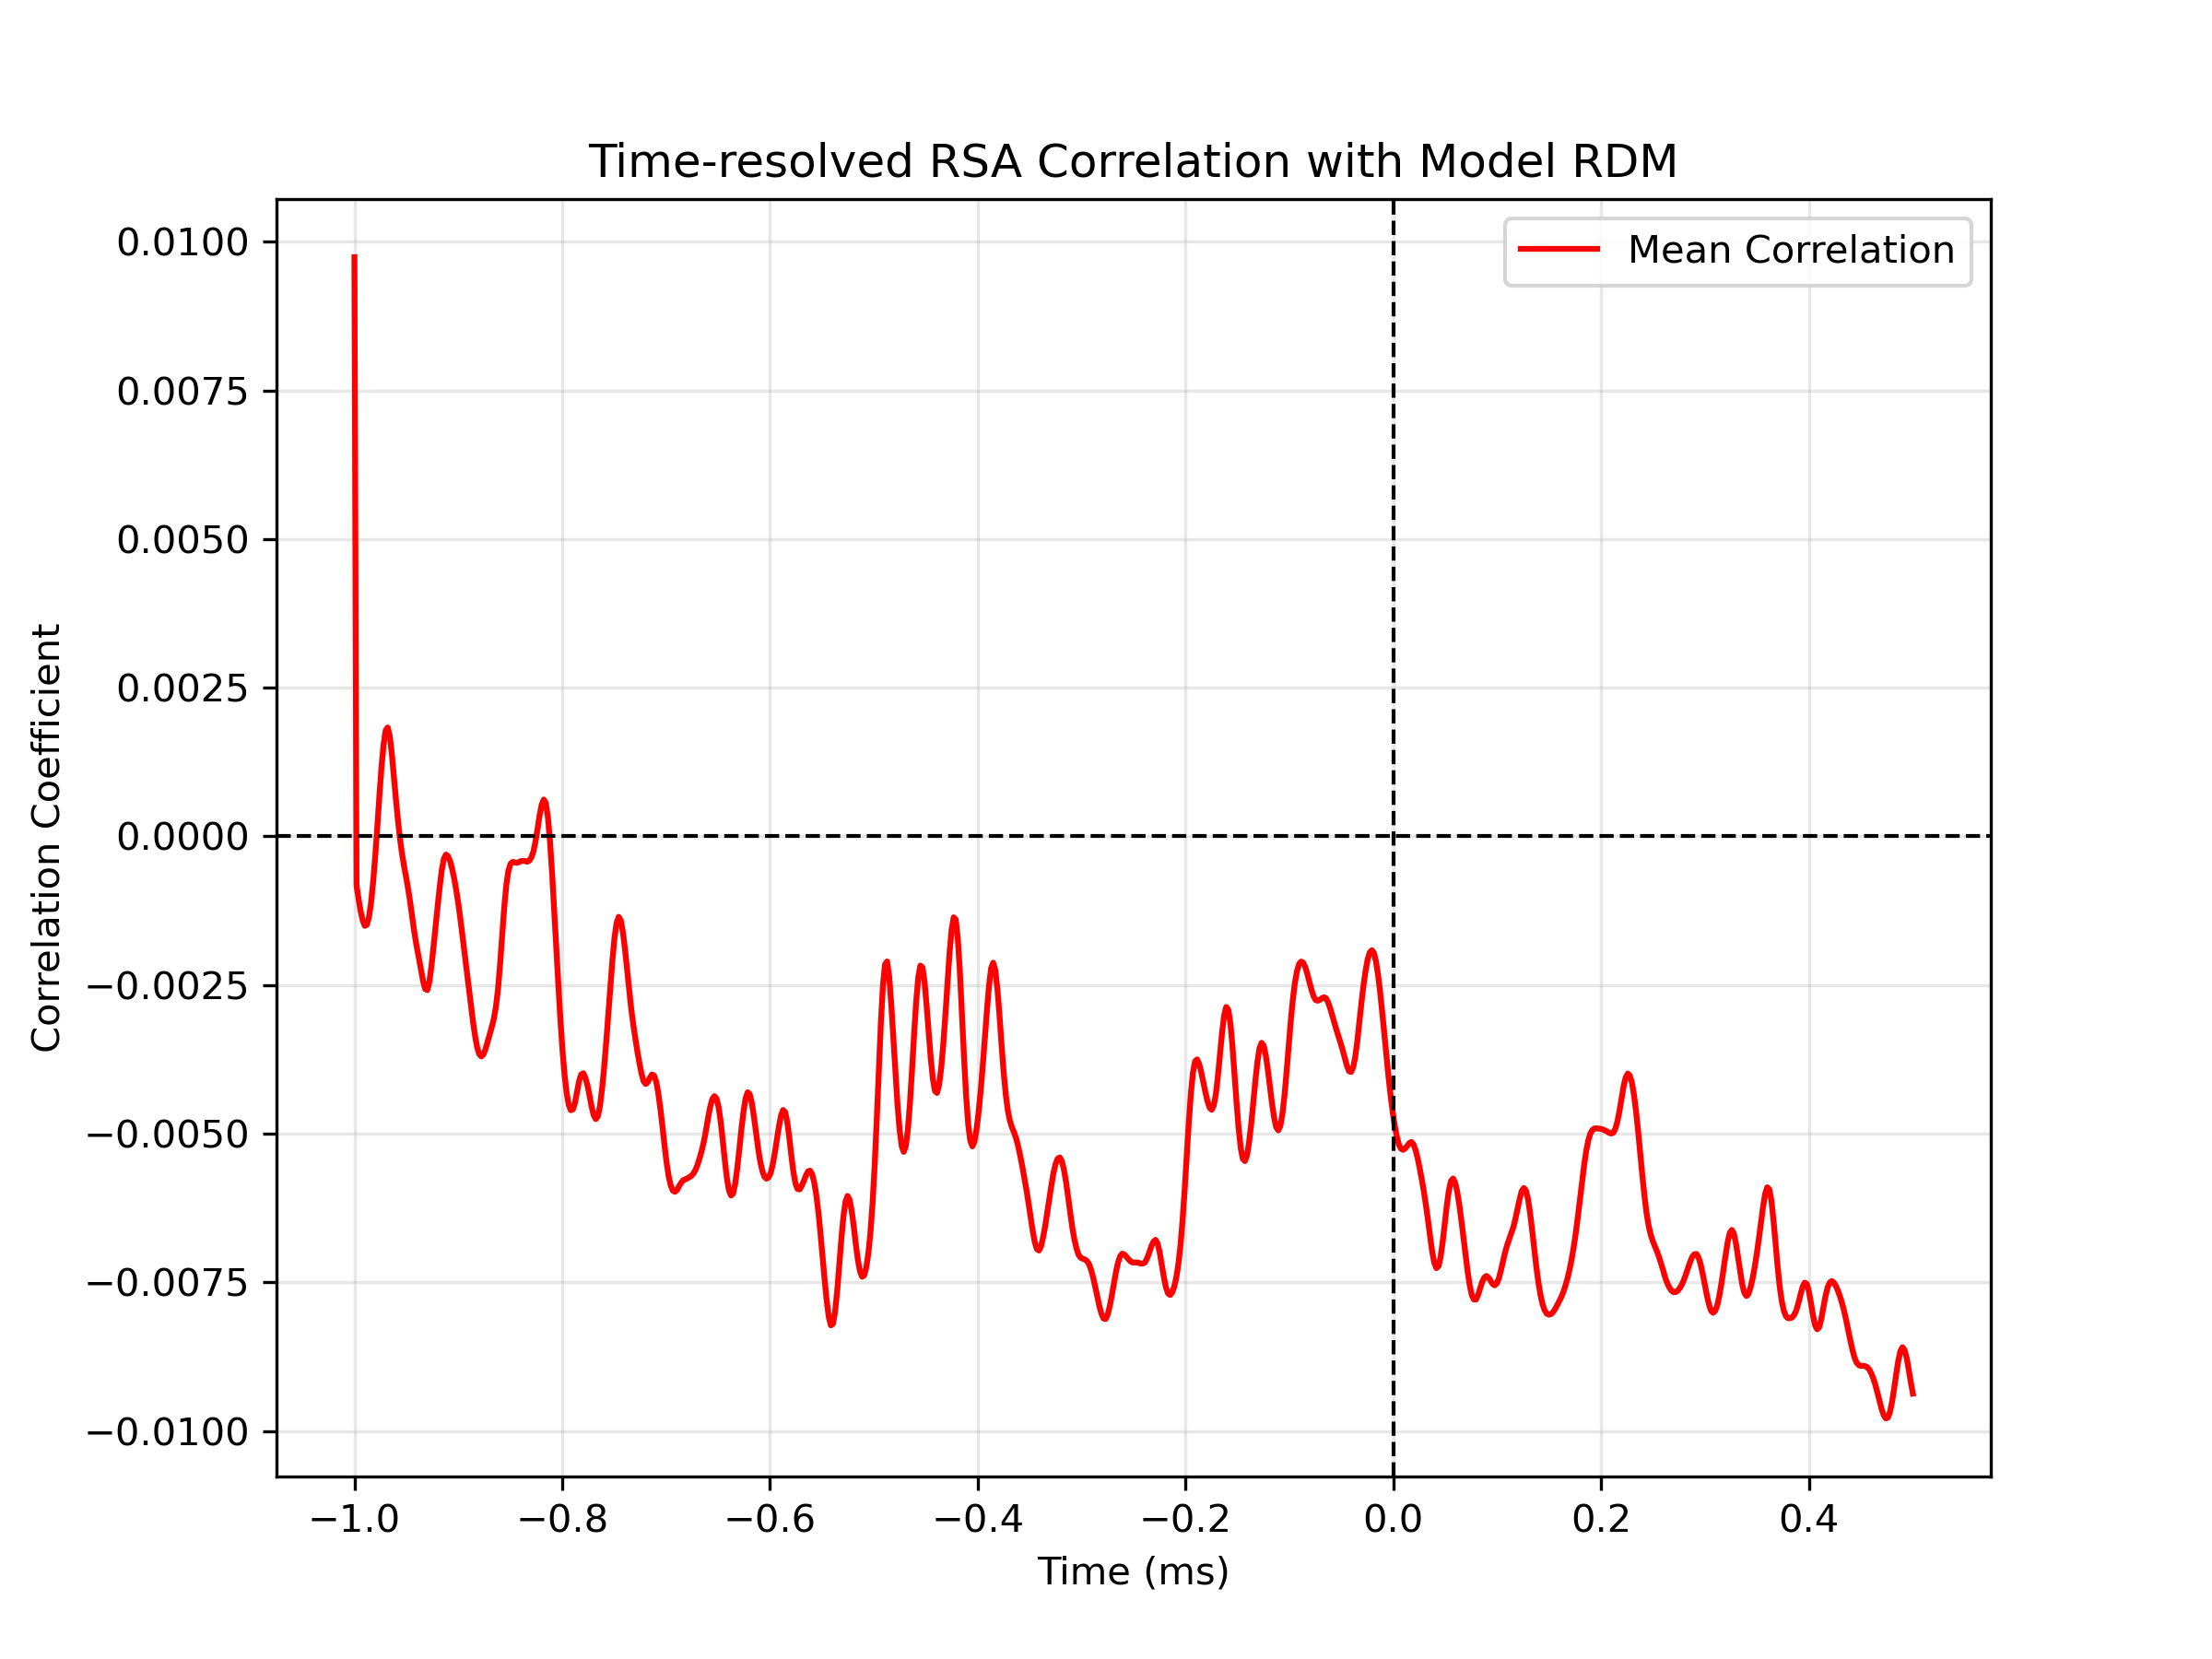 Time-resolved RSA Correlation with Model RDM
Mean Correlation
Correlation Coefficient
0.0100
0.0075
0.0050
0.0025
0.0000
−0.0025
−0.0050
−0.0075
−0.0100
−1.0 −0.8 −0.6 −0.4 −0.2 0.0 0.2 0.4
Time (ms)